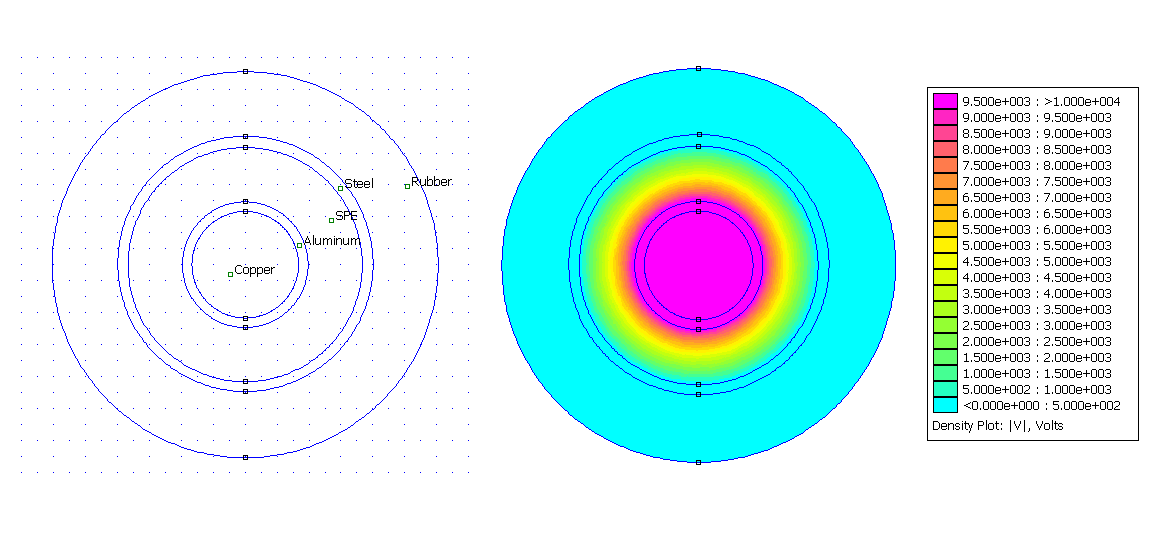 Steel
Rubber
SPE
Aluminum
Copper
9.500e+003 : >1.000e+004
9.000e+003 : 9.500e+003
8.500e+003 : 9.000e+003
8.000e+003 : 8.500e+003
7.500e+003 : 8.000e+003
7.000e+003 : 7.500e+003
6.500e+003 : 7.000e+003
6.000e+003 : 6.500e+003
5.500e+003 : 6.000e+003
5.000e+003 : 5.500e+003
4.500e+003 : 5.000e+003
4.000e+003 : 4.500e+003
3.500e+003 : 4.000e+003
3.000e+003 : 3.500e+003
2.500e+003 : 3.000e+003
2.000e+003 : 2.500e+003
1.500e+003 : 2.000e+003
1.000e+003 : 1.500e+003
5.000e+002 : 1.000e+003
<0.000e+000 : 5.000e+002
Density Plot: |V|, Volts